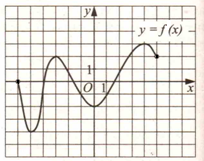 y
y = f(x)
1
O 1
x